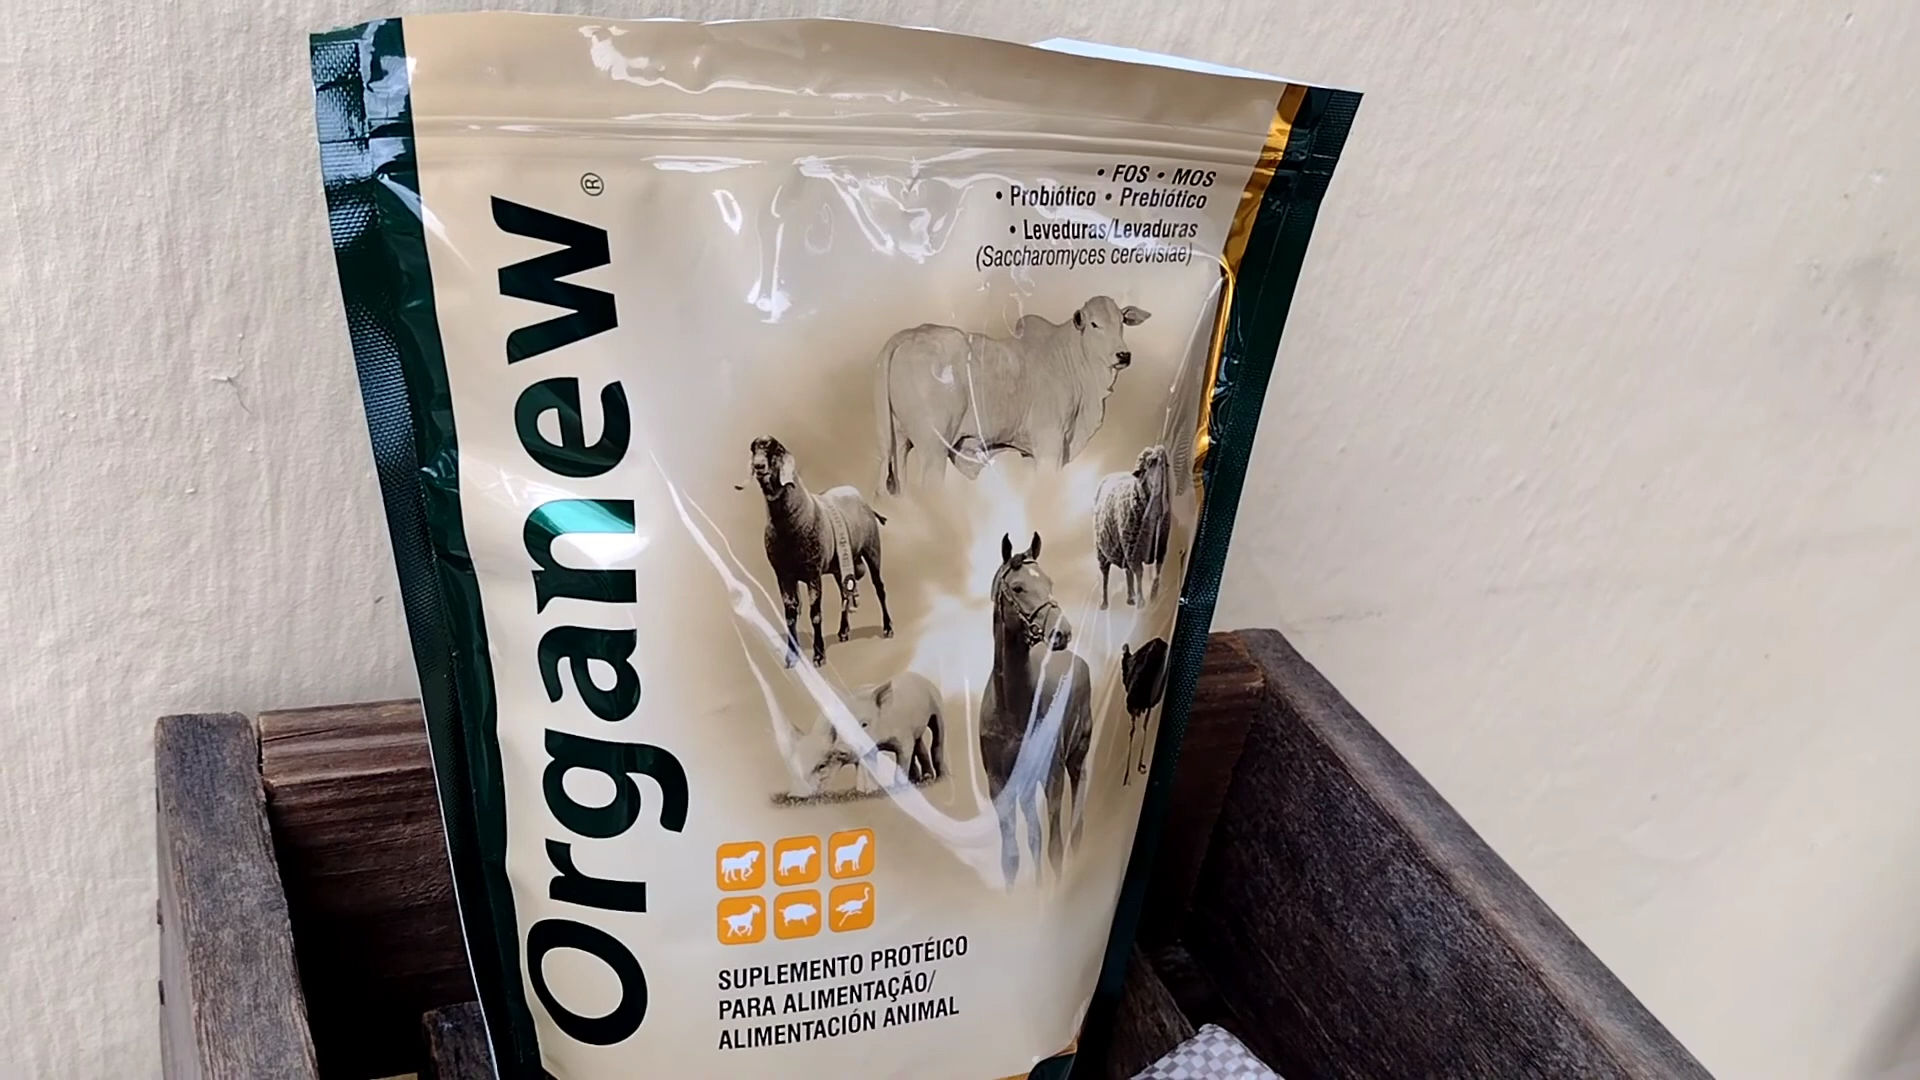 Organew®
• FOS • MOS
• Probiótico • Prebiótico
• Leveduras/Levaduras
(Saccharomyces cerevisiae)
SUPLEMENTO PROTÉICO
PARA ALIMENTAÇÃO/
ALIMENTACIÓN ANIMAL